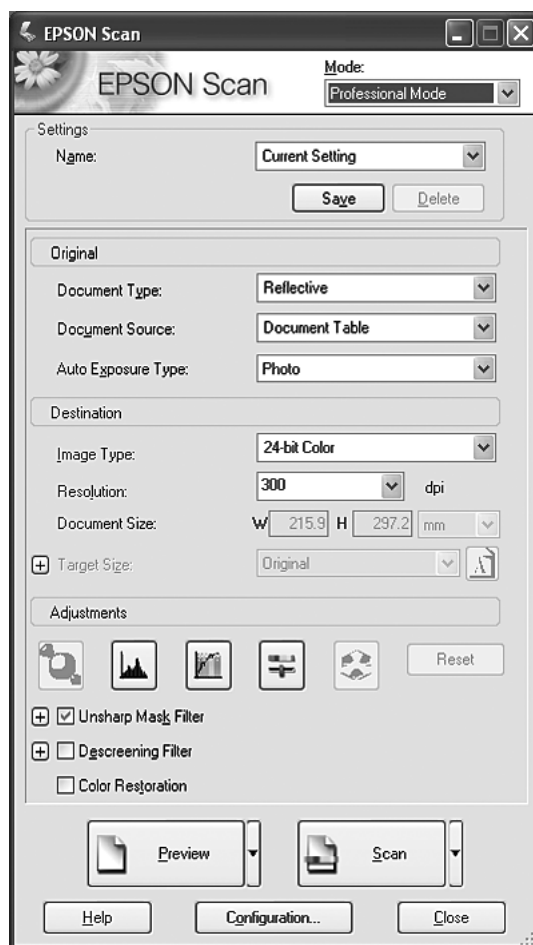 EPSON Scan
EPSON Scan
Mode:
Professional Mode
Settings
Name: Current Setting
Save Delete
Original
Document Type: Reflective
Document Source: Document Table
Auto Exposure Type: Photo
Destination
Image Type: 24-bit Color
Resolution: 300 dpi
Document Size: W 215.9 H 297.2 mm
Target Size: Original
Adjustments
Reset
Unsharp Mask Filter
Descreening Filter
Color Restoration
Preview Scan
Help Configuration... Close